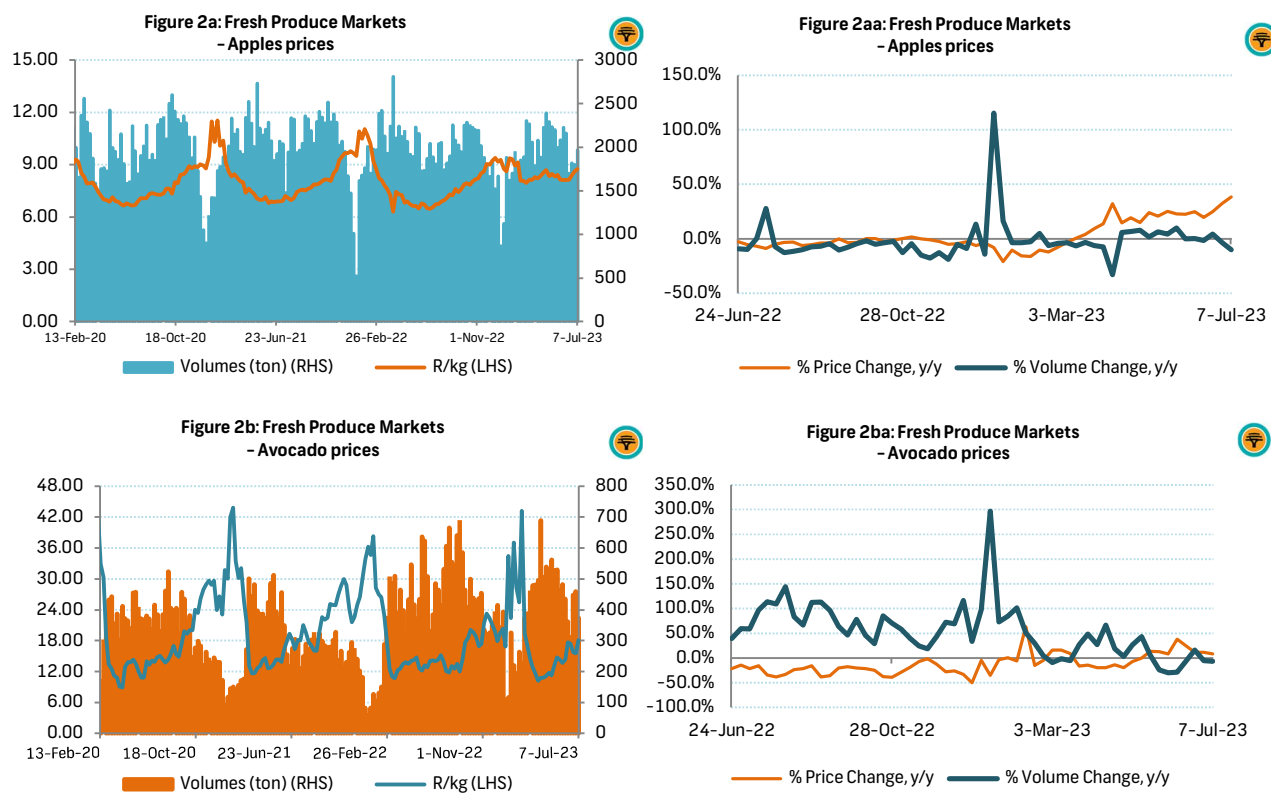 Figure 2a: Fresh Produce Markets
– Apples prices
15.00
12.00
9.00
6.00
3.00
0.00
3000
2500
2000
1500
1000
500
0
13-Feb-20
18-Oct-20
23-Jun-21
26-Feb-22
1-Nov-22
7-Jul-23
Volumes (ton) (RHS)
R/kg (LHS)
Figure 2aa: Fresh Produce Markets
– Apples prices
150.0%
100.0%
50.0%
0.0%
-50.0%
24-Jun-22
28-Oct-22
3-Mar-23
7-Jul-23
% Price Change, y/y
% Volume Change, y/y
Figure 2b: Fresh Produce Markets
– Avocado prices
48.00
42.00
36.00
30.00
24.00
18.00
12.00
6.00
0.00
800
700
600
500
400
300
200
100
0
13-Feb-20
18-Oct-20
23-Jun-21
26-Feb-22
1-Nov-22
7-Jul-23
Volumes (ton) (RHS)
R/kg (LHS)
Figure 2ba: Fresh Produce Markets
– Avocado prices
350.0%
300.0%
250.0%
200.0%
150.0%
100.0%
50.0%
0.0%
-50.0%
-100.0%
24-Jun-22
28-Oct-22
3-Mar-23
7-Jul-23
% Price Change, y/y
% Volume Change, y/y